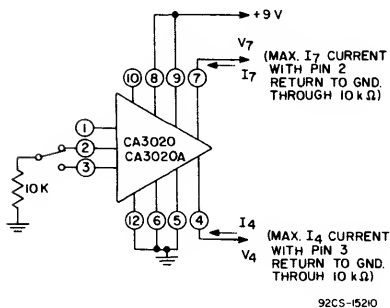 +9 V
V7
I7
(MAX. I7 CURRENT
WITH PIN 2
RETURN TO GND.
THROUGH 10 kΩ)
10
8
9
7
1
2
3
CA3020
CA3020A
10K
12
6
5
4
I4
V4
(MAX. I4 CURRENT
WITH PIN 3
RETURN TO GND.
THROUH 10 kΩ)
92CS-15210